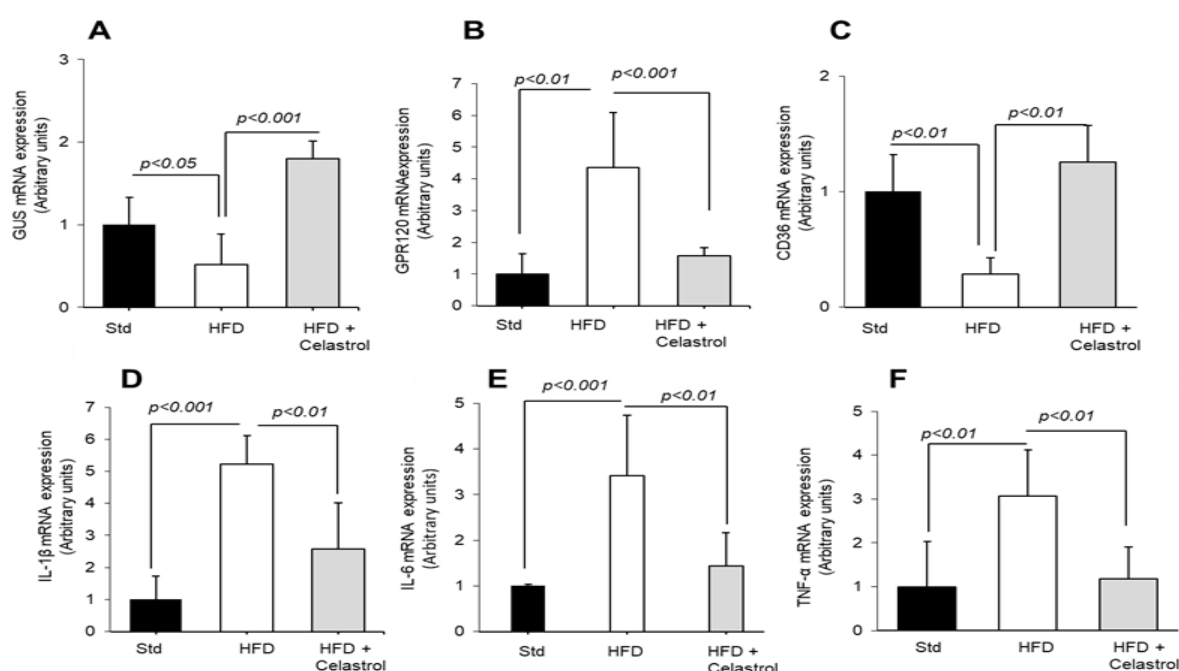 A
GUS mRNA expression
(Arbitrary units)
3
2
1
0
p<0.05
p<0.001
Std
HFD
HFD +
Celastrol
B
GPR120 mRNAexpression
(Arbitrary units)
7
6
5
4
3
2
1
0
p<0.01
p<0.001
Std
HFD
HFD +
Celastrol
C
CD36 mRNA expression
(Arbitrary units)
2
1
0
p<0.01
p<0.01
Std
HFD
HFD +
Celastrol
D
IL-1β mRNA expression
(Arbitrary units)
7
6
5
4
3
2
1
0
p<0.001
p<0.01
Std
HFD
HFD +
Celastrol
E
IL-6 mRNA expression
(Arbitrary units)
5
4
3
2
1
0
p<0.001
p<0.01
Std
HFD
HFD +
Celastrol
F
TNF-α mRNA expression
(Arbitrary units)
5
4
3
2
1
0
p<0.01
p<0.01
Std
HFD
HFD +
Celastrol